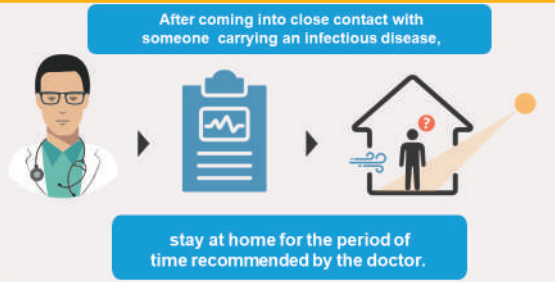 After coming into close contact with
someone carrying an infectious disease,
?
stay at home for the period of
time recommended by the doctor.